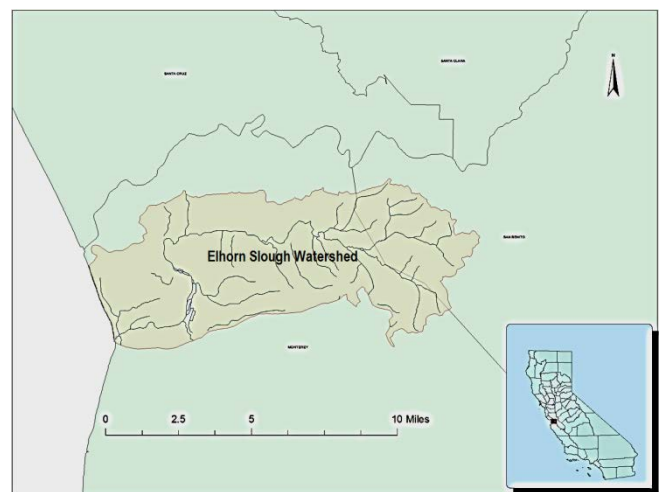 SANTA CRUZ
SANTA CLARA
N
Elhorn Slough Watershed
SAN BENITO
MONTEREY
0 2.5 5 10 Miles